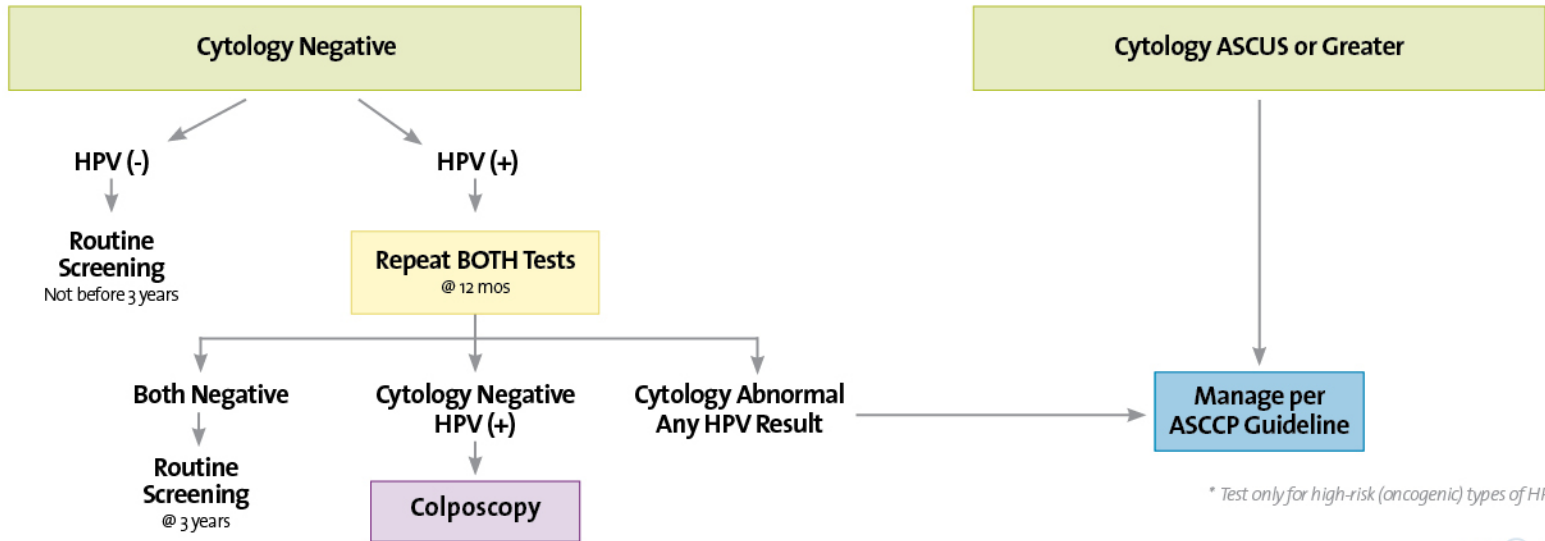 Cytology Negative
Cytology ASCUS or Greater
HPV (-)
HPV (+)
Routine
Screening
Not before 3 years
Repeat BOTH Tests
@ 12 mos
Both Negative
Cytology Negative
HPV (+)
Cytology Abnormal
Any HPV Result
Manage per
ASCCP Guideline
Routine
Screening
@ 3 years
Colposcopy
* Test only for high-risk (oncogenic) types of